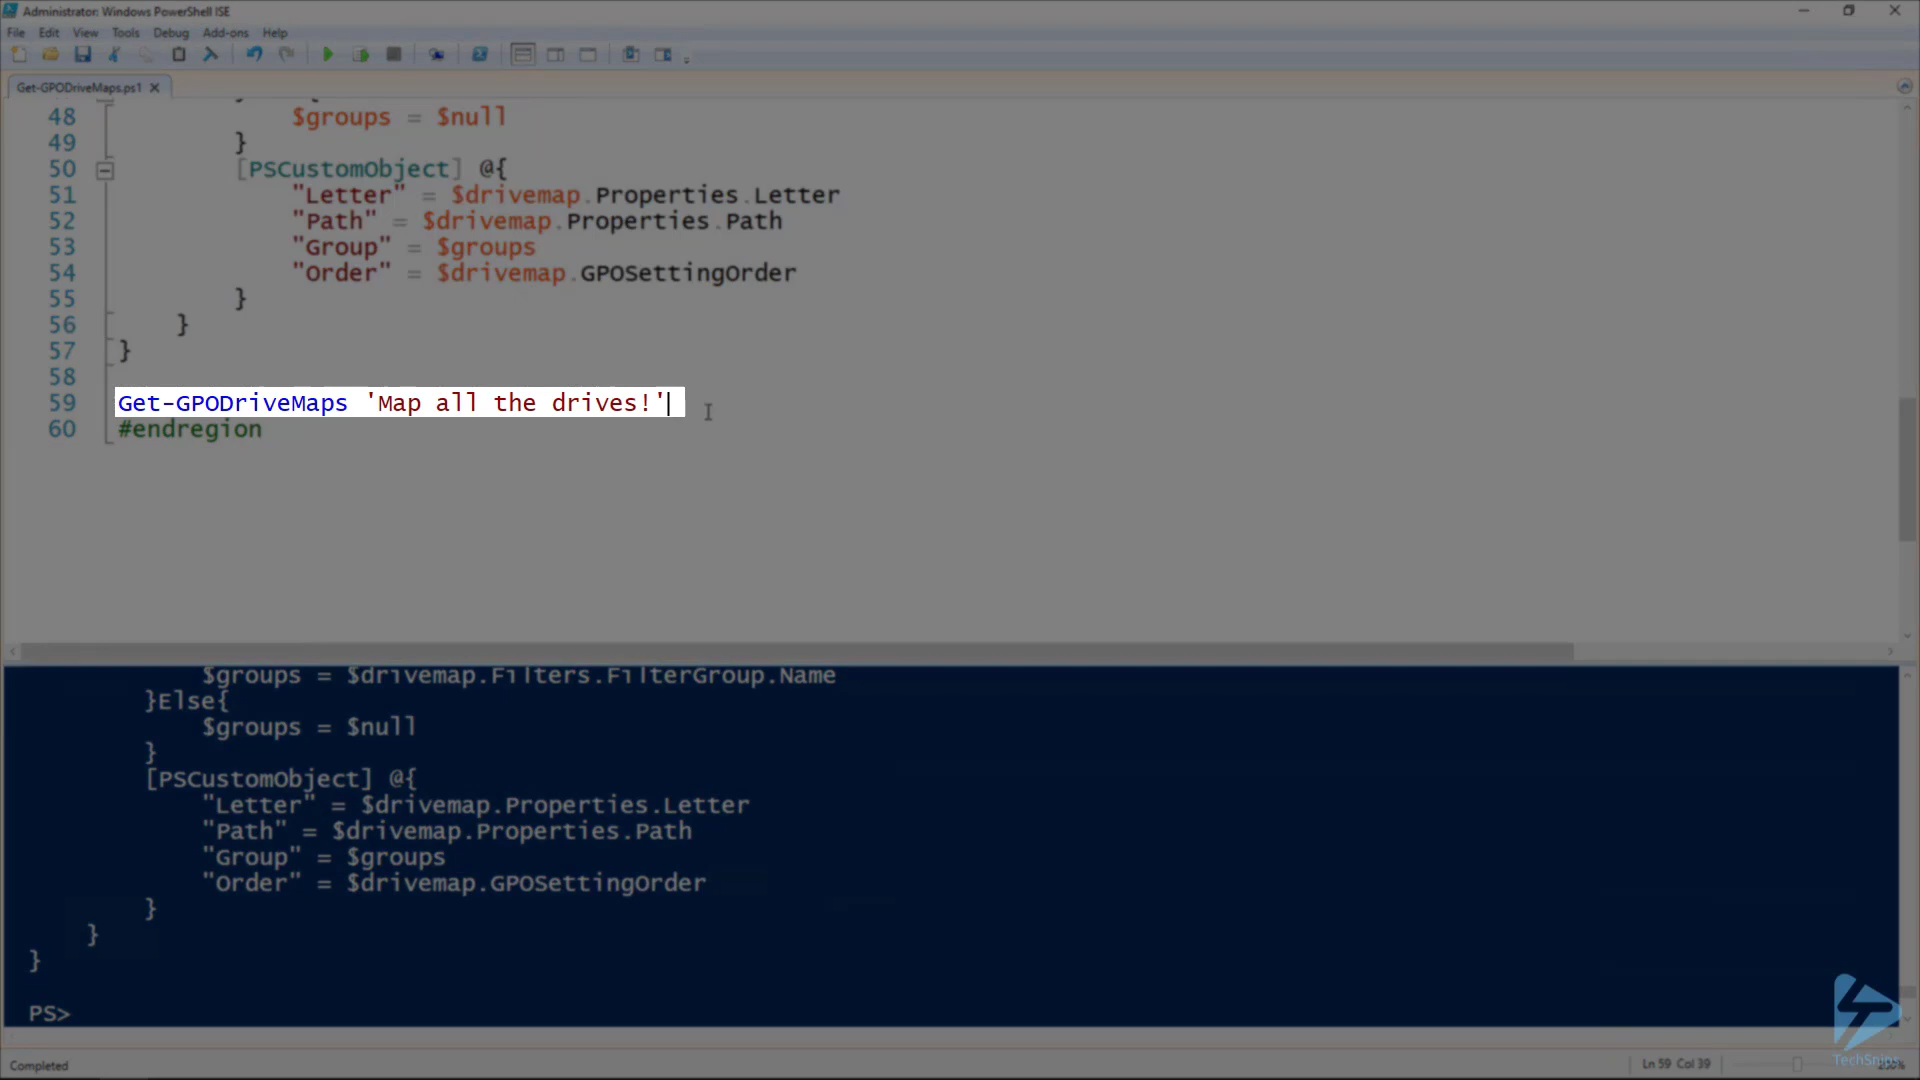 Administrator: Windows PowerShell ISE
File Edit View Tools Debug Add-ons Help
Get-GPODriveMaps.ps1
48 $groups = $null
49 }
50 [PSCustomObject] @{
51 "Letter" = $drivemap.Properties.Letter
52 "Path" = $drivemap.Properties.Path
53 "Group" = $groups
54 "Order" = $drivemap.GPOSettingOrder
55 }
56 }
57 }
58
59 Get-GPODriveMaps 'Map all the drives!'
60 #endregion
$groups = $drivemap.Filters.FilterGroup.Name
}Else{
$groups = $null
}
[PSCustomObject] @{
"Letter" = $drivemap.Properties.Letter
"Path" = $drivemap.Properties.Path
"Group" = $groups
"Order" = $drivemap.GPOSettingOrder
}
}
}
PS>
TechSnips
Completed
Ln 59 Col 39